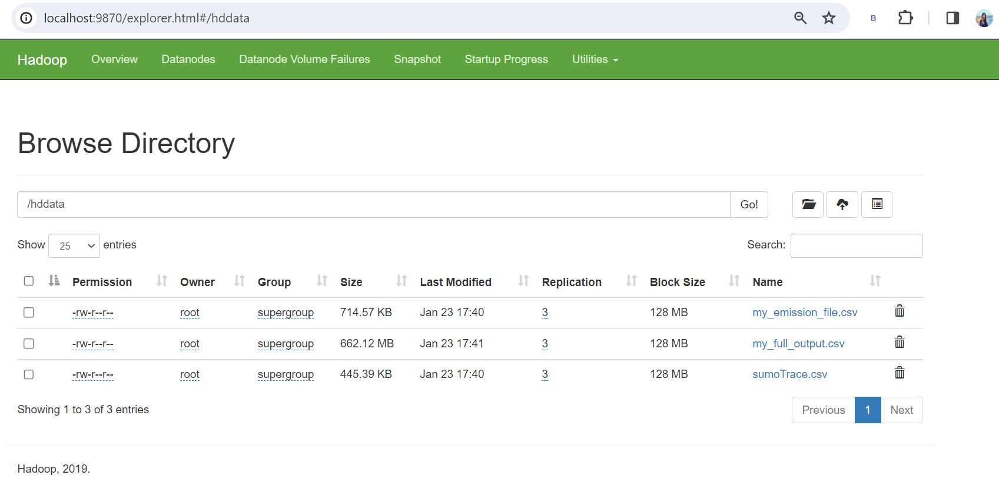 localhost:9870/explorer.html#/hddata
B
Hadoop Overview Datanodes Datanode Volume Failures Snapshot Startup Progress Utilities
Browse Directory
/hddata Go!
Show 25 entries Search:
Permission Owner Group Size Last Modified Replication Block Size Name
-rw-r--r-- root supergroup 714.57 KB Jan 23 17:40 3 128 MB my_emission_file.csv
-rw-r--r-- root supergroup 662.12 MB Jan 23 17:41 3 128 MB my_full_output.csv
-rw-r--r-- root supergroup 445.39 KB Jan 23 17:40 3 128 MB sumoTrace.csv
Showing 1 to 3 of 3 entries Previous 1 Next
Hadoop, 2019.